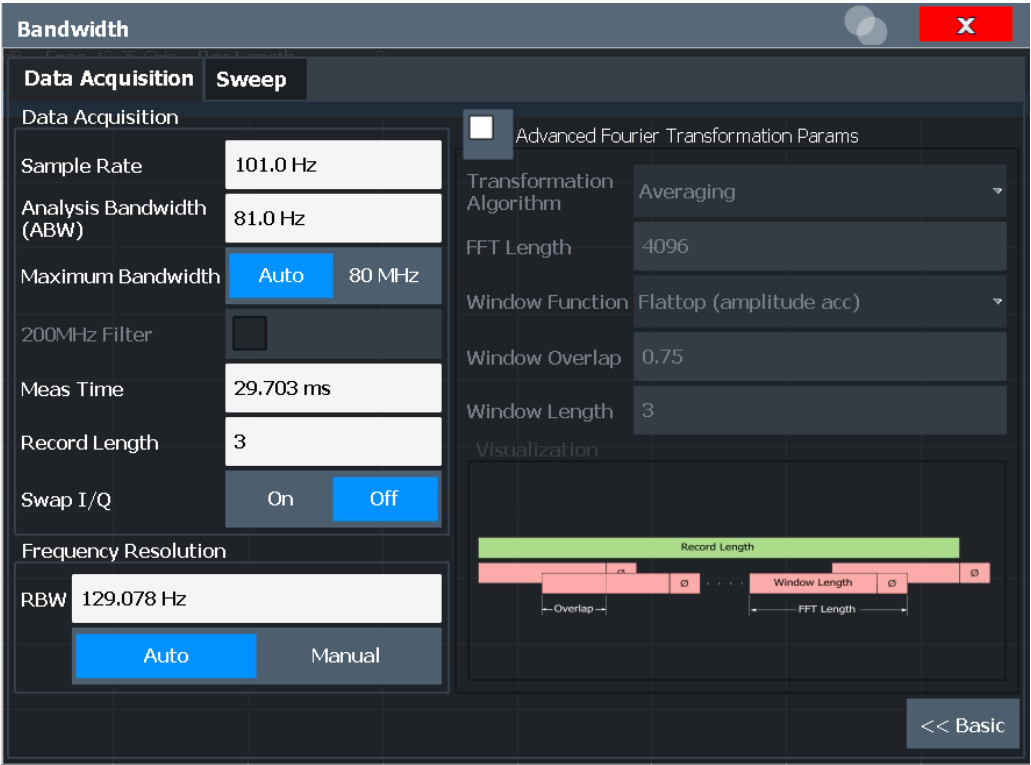 Bandwidth
X
Data Acquisition
Sweep
Data Acquisition
Sample Rate
101.0 Hz
Analysis Bandwidth
(ABW)
81.0 Hz
Maximum Bandwidth
Auto
80 MHz
200MHz Filter
Meas Time
29.703 ms
Record Length
3
Swap I/Q
On
Off
Frequency Resolution
RBW
129.078 Hz
Auto
Manual
Advanced Fourier Transformation Params
Transformation
Algorithm
Averaging
FFT Length
4096
Window Function
Flattop (amplitude acc)
Window Overlap
0.75
Window Length
3
Visualization
Record Length
Ø
Ø
Ø
Ø
Window Length
Overlap
FFT Length
<< Basic